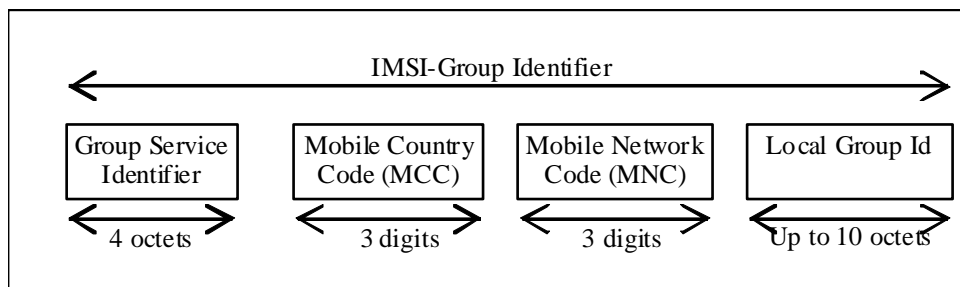 IMSI-Group Identifier
Group Service
Identifier
Mobile Country
Code (MCC)
Mobile Network
Code (MNC)
Local Group Id
4 octets
3 digits
3 digits
Up to 10 octets